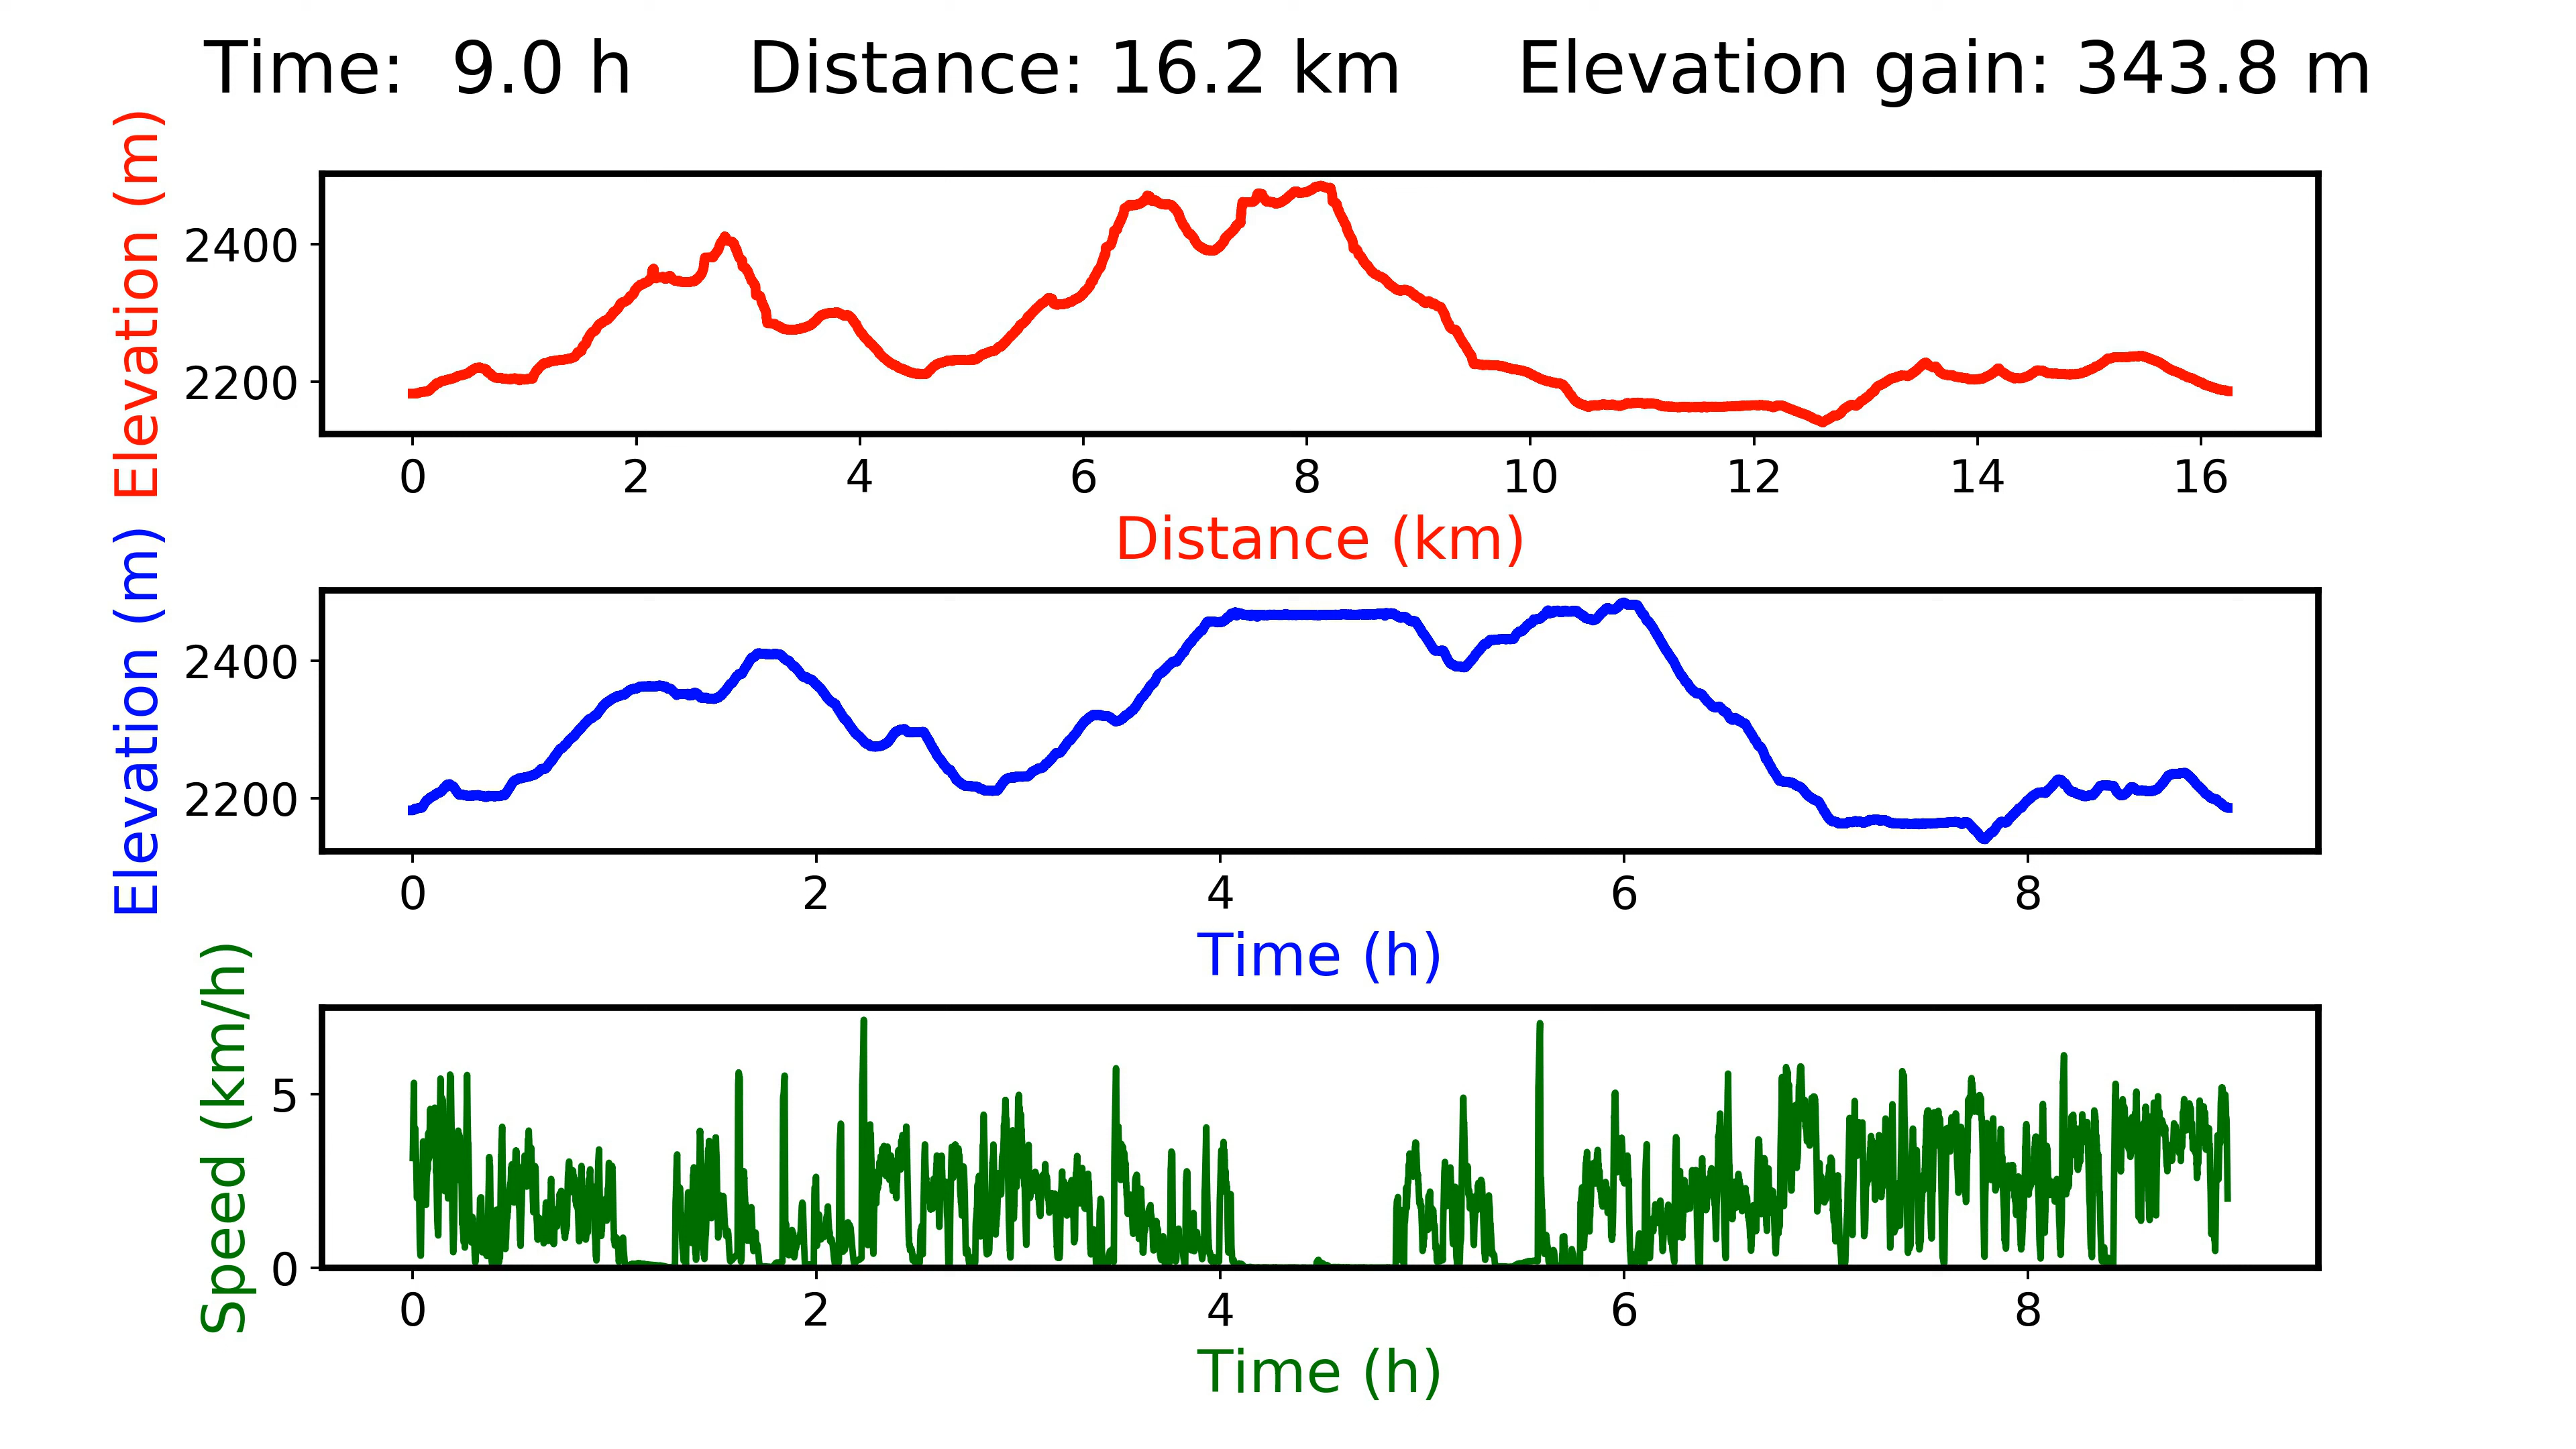 Time:  9.0 h  Distance: 16.2 km  Elevation gain: 343.8 m
Elevation (m)
2400
2200
0 2 4 6 8 10 12 14 16
Distance (km)
Elevation (m)
2400
2200
0 2 4 6 8
Time (h)
Speed (km/h)
5
0
0 2 4 6 8
Time (h)